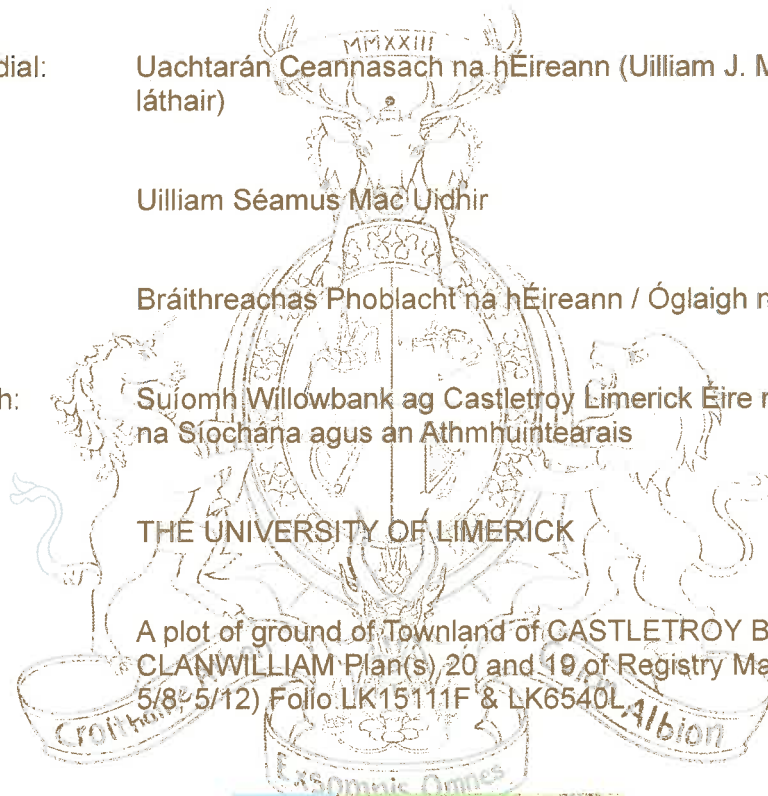 MMXXIII
dial: Uachtarán Ceannasach na hÉireann (Uilliam J. M
láthair)
Uilliam Séamus Mac Uidhir
Bráithreachas Phoblacht na hÉireann / Óglaigh n
h: Suíomh Willowbank ag Castletroy Limerick Éire
na Síochána agus an Athmhuintearais
THE UNIVERSITY OF LIMERICK
A plot of ground of Townland of CASTLETROY B
CLANWILLIAM Plan(s) 20 and 19 of Registry Ma
5/8-5/12) Folio LK15111F & LK6540L
Albion
Exsomnis Omnes